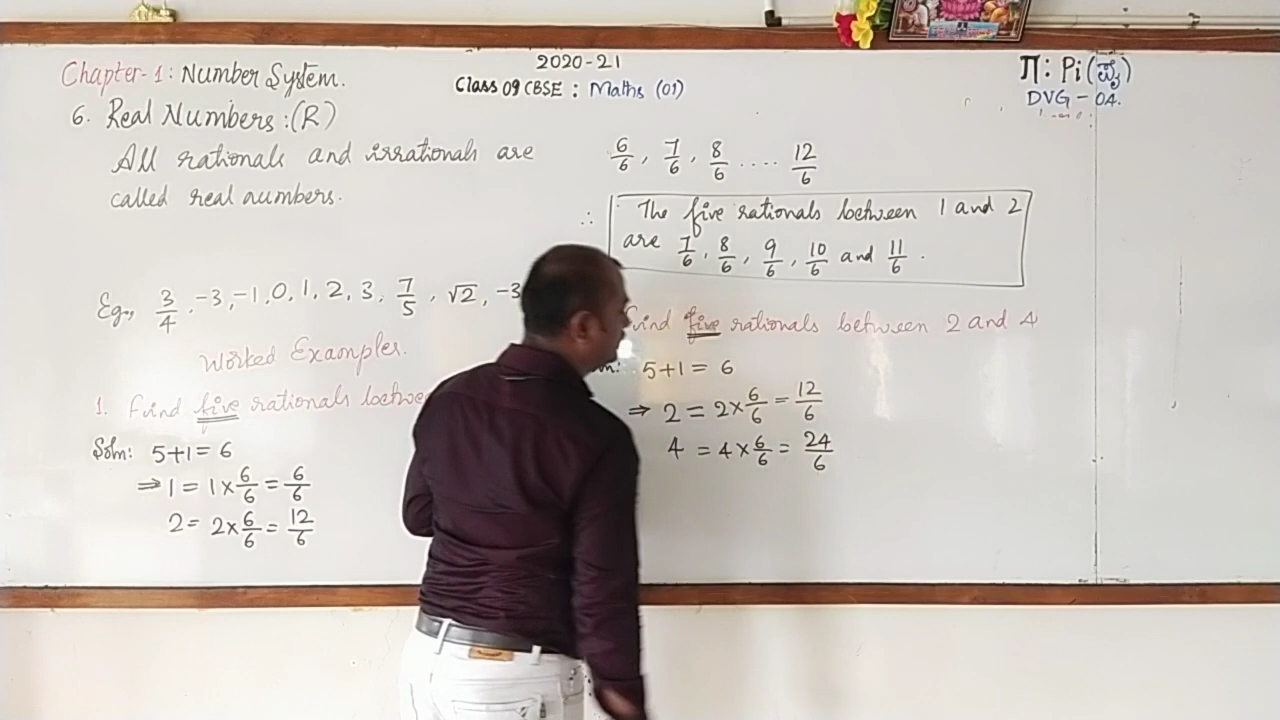 2020-21
Class 09 CBSE : Maths (01)
Π: Pi(ಪೈ)
DVG - 04.
Chapter-1: Number System.
6. Real Numbers:(R)
All rationals and irrationals are
called real numbers.
Eg., 3/4, -3, -1, 0, 1, 2, 3, 7/5, √2, -3
Worked Examples.
1. Find five rationals betwee
Soln: 5+1 = 6
⇒ 1 = 1 × 6/6 = 6/6
2 = 2 × 6/6 = 12/6
6/6, 7/6, 8/6 .... 12/6
∴ The five rationals between 1 and 2
are 7/6, 8/6, 9/6, 10/6 and 11/6.
Find five rationals between 2 and 4
5+1 = 6
⇒ 2 = 2 × 6/6 = 12/6
4 = 4 × 6/6 = 24/6